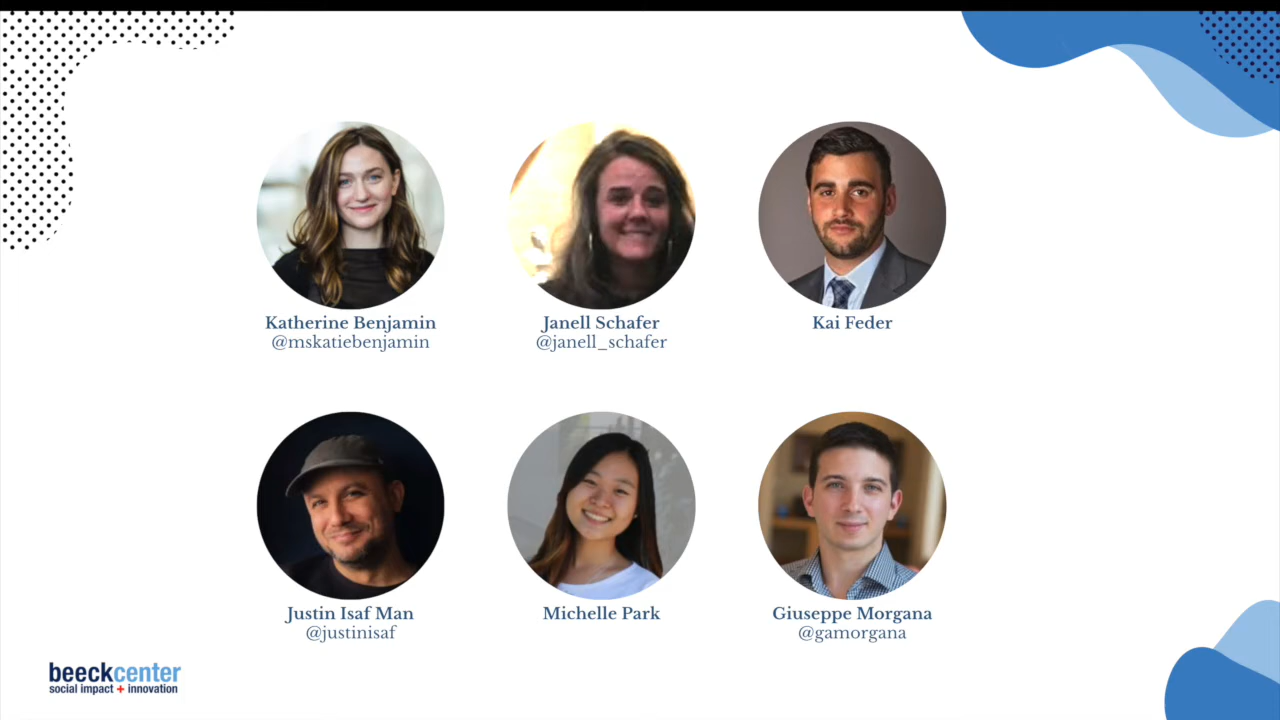 Katherine Benjamin
@mskatiebenjamin
Janell Schafer
@janell_schafer
Kai Feder
Justin Isaf Man
@justinisaf
Michelle Park
Giuseppe Morgana
@gamorgana
beeckcenter
social impact + innovation